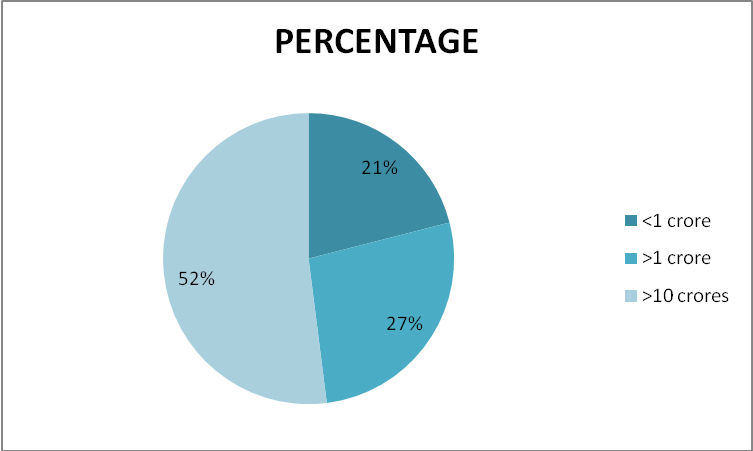 PERCENTAGE
21%
27%
52%
<1 crore
>1 crore
>10 crores